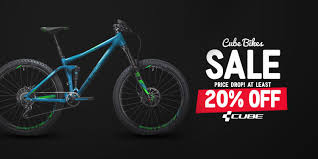 Cube Bikes
SALE
PRICE DROP! AT LEAST
20% OFF
CUBE